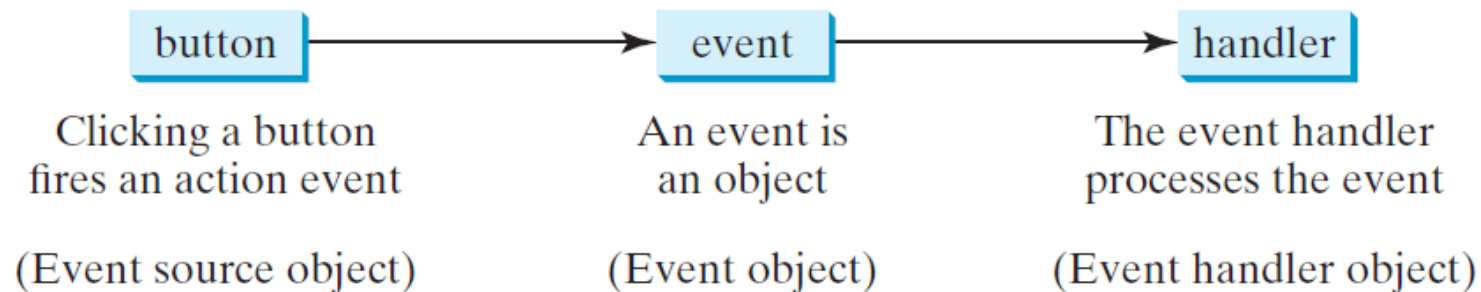 button
event
handler
Clicking a button
fires an action event
An event is
an object
The event handler
processes the event
(Event source object)
(Event object)
(Event handler object)